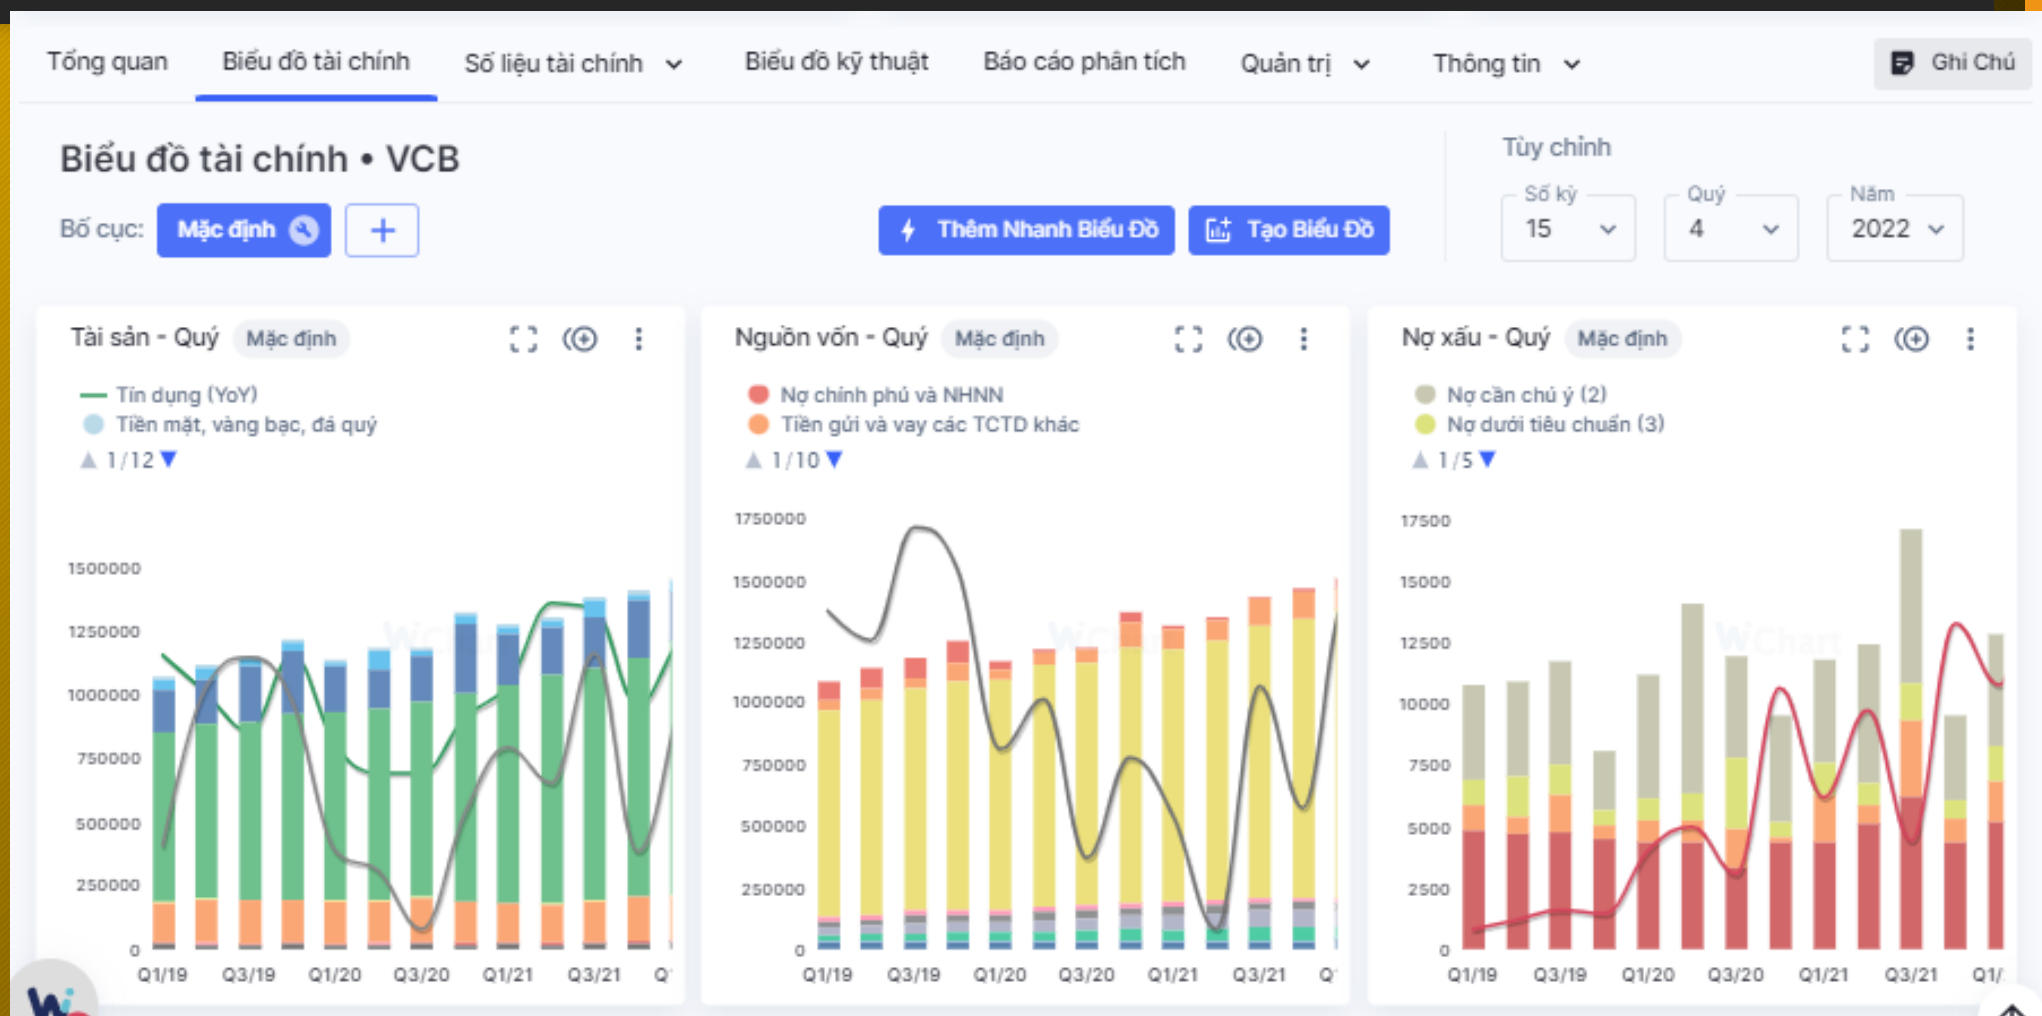 Tổng quan Biểu đồ tài chính Số liệu tài chính Biểu đồ kỹ thuật Báo cáo phân tích Quản trị Thông tin Ghi Chú
Biểu đồ tài chính • VCB
Bố cục: Mặc định +
Thêm Nhanh Biểu Đồ Tạo Biểu Đồ
Tùy chỉnh
Số kỳ Quý Năm
15 4 2022
Tài sản - Quý Mặc định
Tín dụng (YoY)
Tiền mặt, vàng bạc, đá quý
1/12
1500000
1250000
1000000
750000
500000
250000
0
Q1/19 Q3/19 Q1/20 Q3/20 Q1/21 Q3/21 Q
WiChart
Nguồn vốn - Quý Mặc định
Nợ chính phủ và NHNN
Tiền gửi và vay các TCTD khác
1/10
1750000
1500000
1250000
1000000
750000
500000
250000
0
Q1/19 Q3/19 Q1/20 Q3/20 Q1/21 Q3/21 Q
WiChart
Nợ xấu - Quý Mặc định
Nợ cần chú ý (2)
Nợ dưới tiêu chuẩn (3)
1/5
17500
15000
12500
10000
7500
5000
2500
0
Q1/19 Q3/19 Q1/20 Q3/20 Q1/21 Q3/21 Q1/
WiChart
Wi